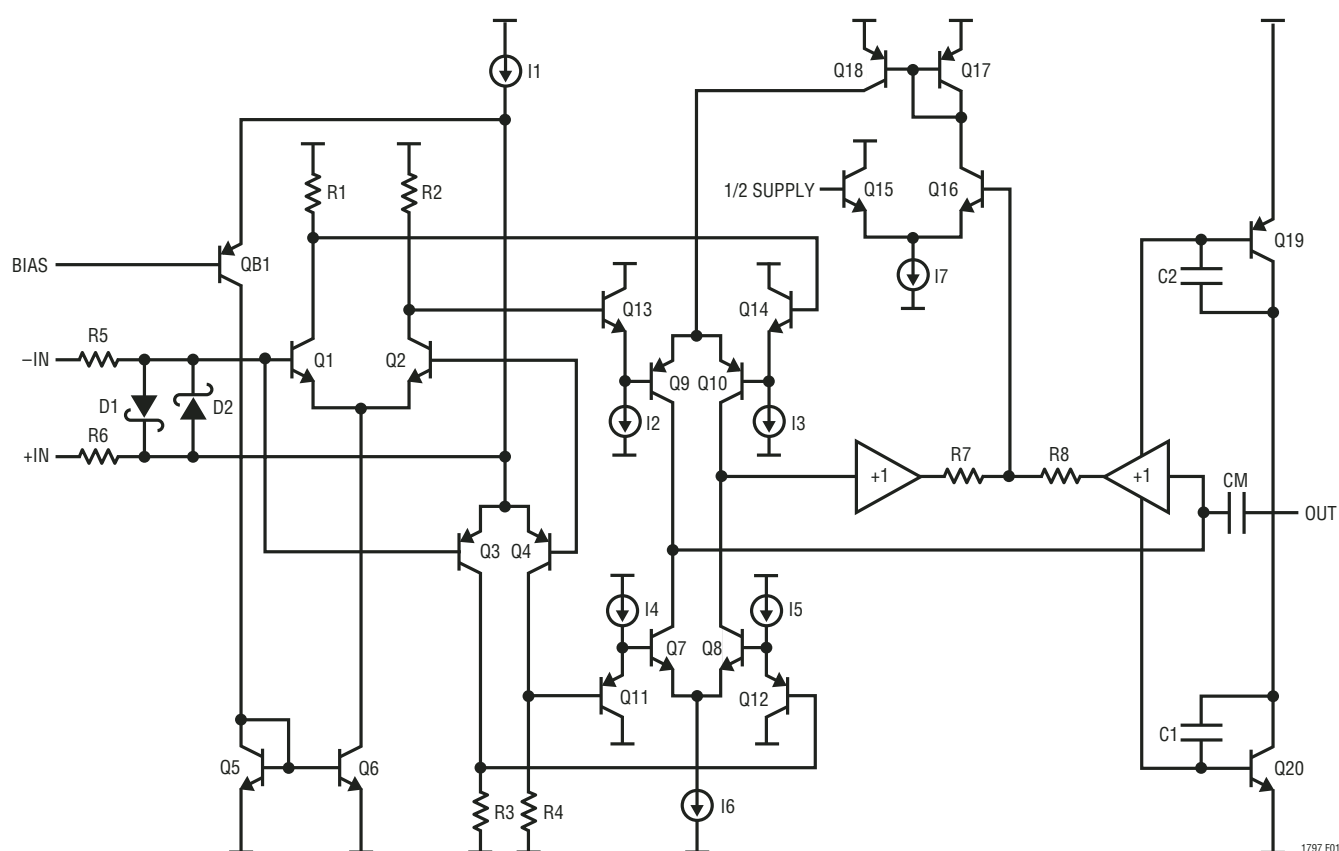 I1
Q18
Q17
R1
R2
1/2 SUPPLY
Q15
Q16
BIAS
QB1
Q19
C2
I7
Q13
Q14
–IN
R5
Q1
Q2
Q9
Q10
D1
D2
I2
I3
+IN
R6
+1
R7
R8
+1
CM
OUT
Q3
Q4
I4
I5
Q7
Q8
Q11
Q12
C1
Q5
Q6
Q20
R3
R4
I6
1797 F01